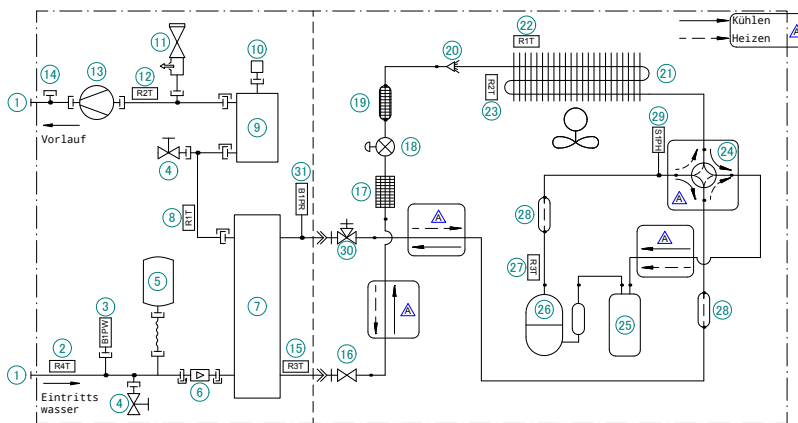 22
R1T
Kühlen
Heizen
A
11
10
20
14
13
12
R2T
21
19
R2T
23
1
Vorlauf
9
29
S1PH
18
24
4
31
B1PR
17
A
8
R1T
28
A
A
30
27
R3T
5
7
3
B1PW
A
26
25
28
2
R4T
15
R3T
16
1
6
Eintritts
wasser
4